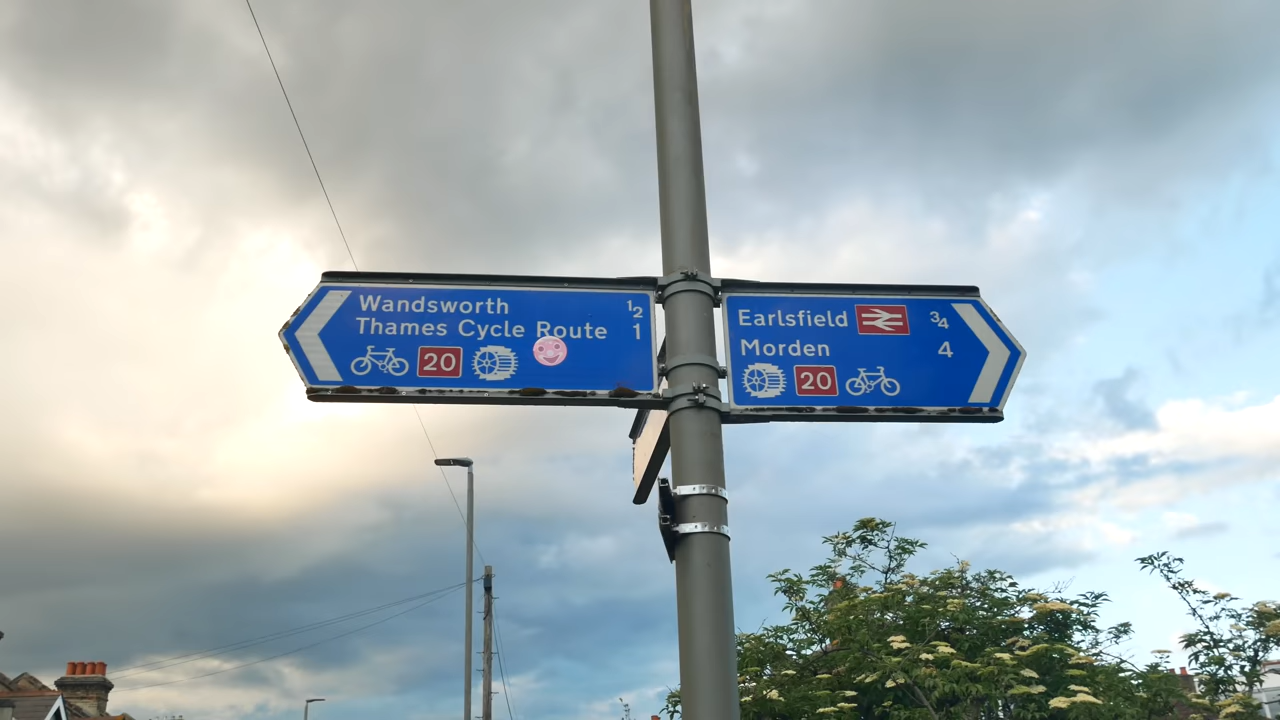 Wandsworth ½
Thames Cycle Route 1
20
Earlsfield ¾
Morden 4
20